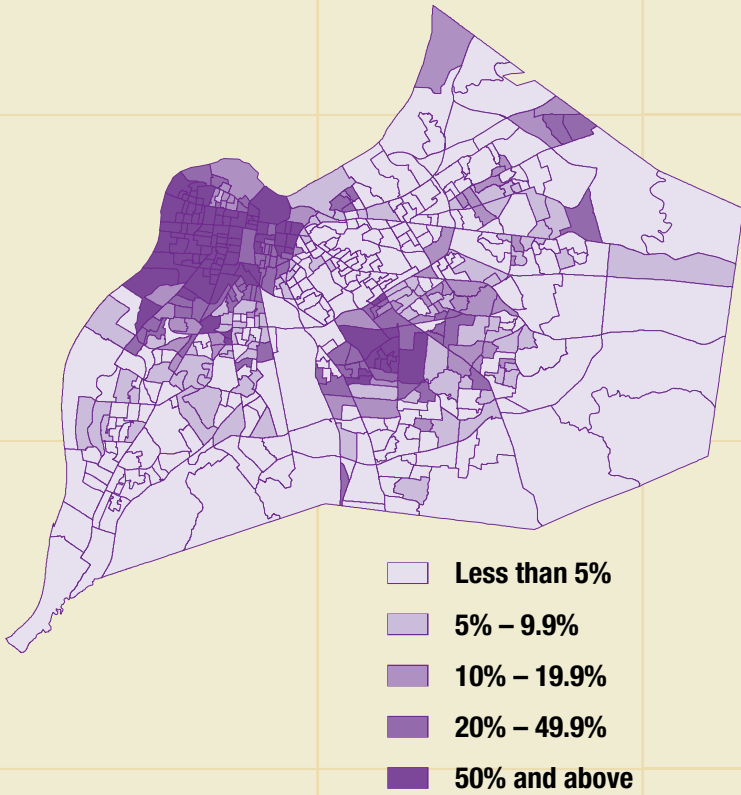 Less than 5%
5% – 9.9%
10% – 19.9%
20% – 49.9%
50% and above